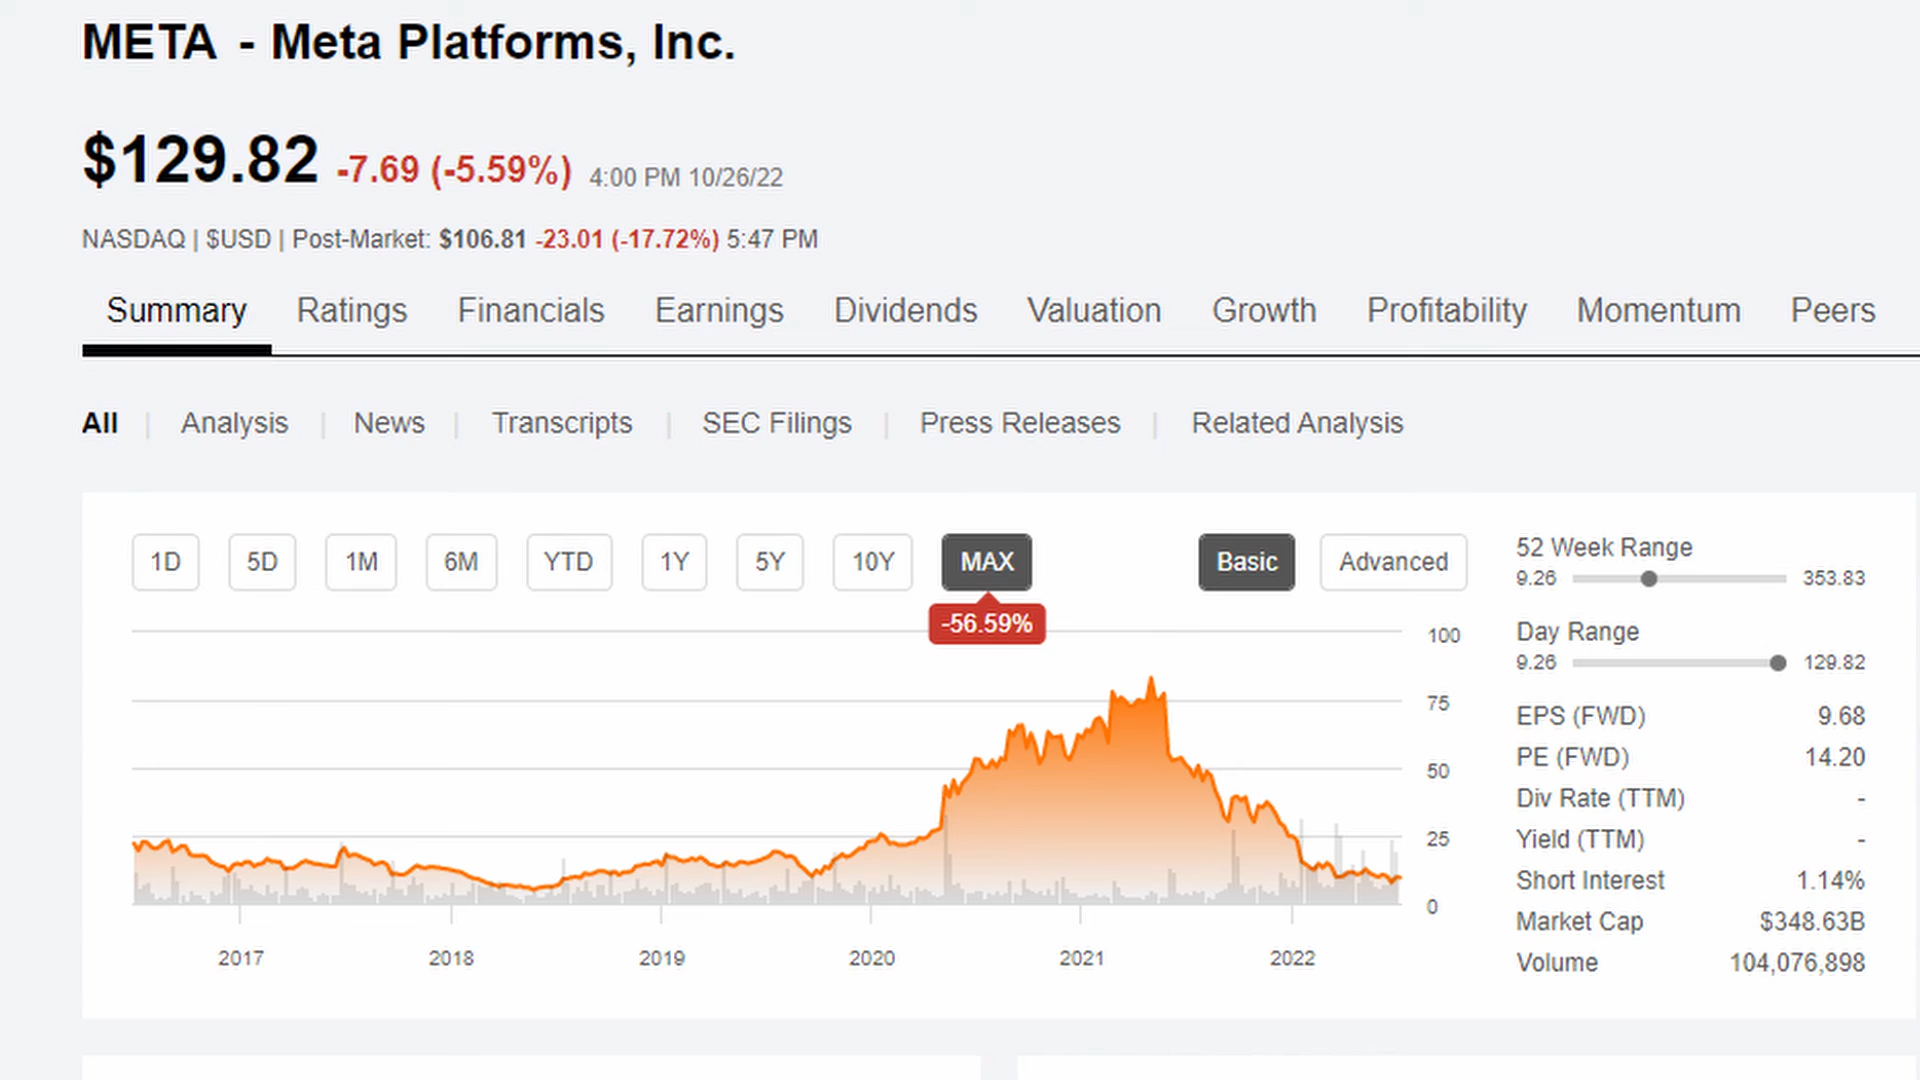 META - Meta Platforms, Inc.
$129.82 -7.69 (-5.59%) 4:00 PM 10/26/22
NASDAQ | $USD | Post-Market: $106.81 -23.01 (-17.72%) 5:47 PM
Summary Ratings Financials Earnings Dividends Valuation Growth Profitability Momentum Peers
All | Analysis | News | Transcripts | SEC Filings | Press Releases | Related Analysis
1D 5D 1M 6M YTD 1Y 5Y 10Y MAX Basic Advanced
-56.59%
100
75
50
25
0
2017 2018 2019 2020 2021 2022
52 Week Range
9.26 353.83
Day Range
9.26 129.82
EPS (FWD) 9.68
PE (FWD) 14.20
Div Rate (TTM) -
Yield (TTM) -
Short Interest 1.14%
Market Cap $348.63B
Volume 104,076,898